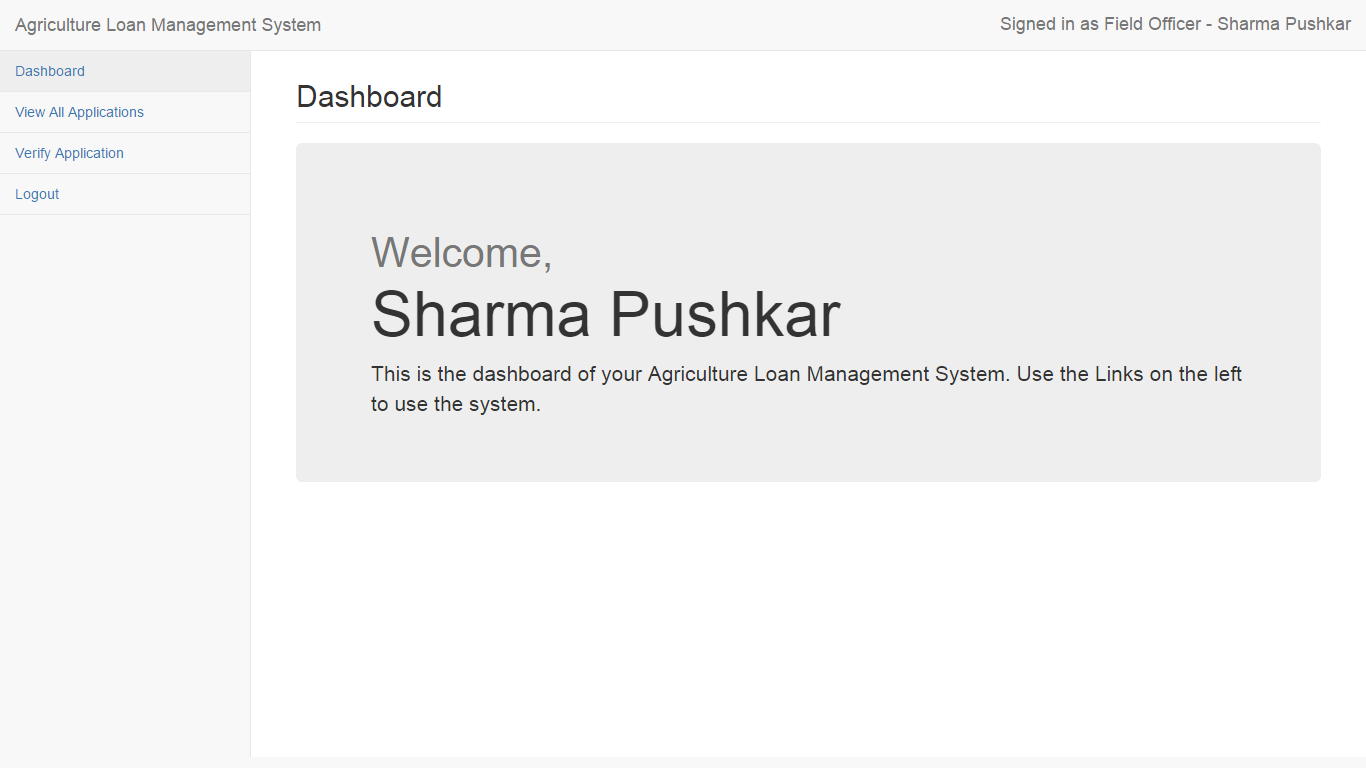 Agriculture Loan Management System
Signed in as Field Officer - Sharma Pushkar
Dashboard
View All Applications
Verify Application
Logout
Dashboard
Welcome,
Sharma Pushkar
This is the dashboard of your Agriculture Loan Management System. Use the Links on the left
to use the system.